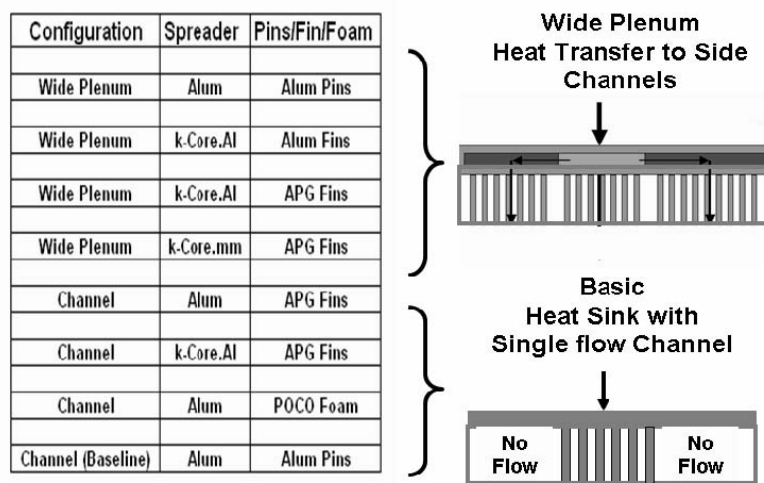 Configuration Spreader Pins/Fin/Foam
Wide Plenum Alum Alum Pins
Wide Plenum k-Core.Al Alum Fins
Wide Plenum k-Core.Al APG Fins
Wide Plenum k-Core.mm APG Fins
Channel Alum APG Fins
Channel k-Core.Al APG Fins
Channel Alum POCO Foam
Channel (Baseline) Alum Alum Pins
Wide Plenum
Heat Transfer to Side
Channels
Basic
Heat Sink with
Single flow Channel
No
Flow
No
Flow